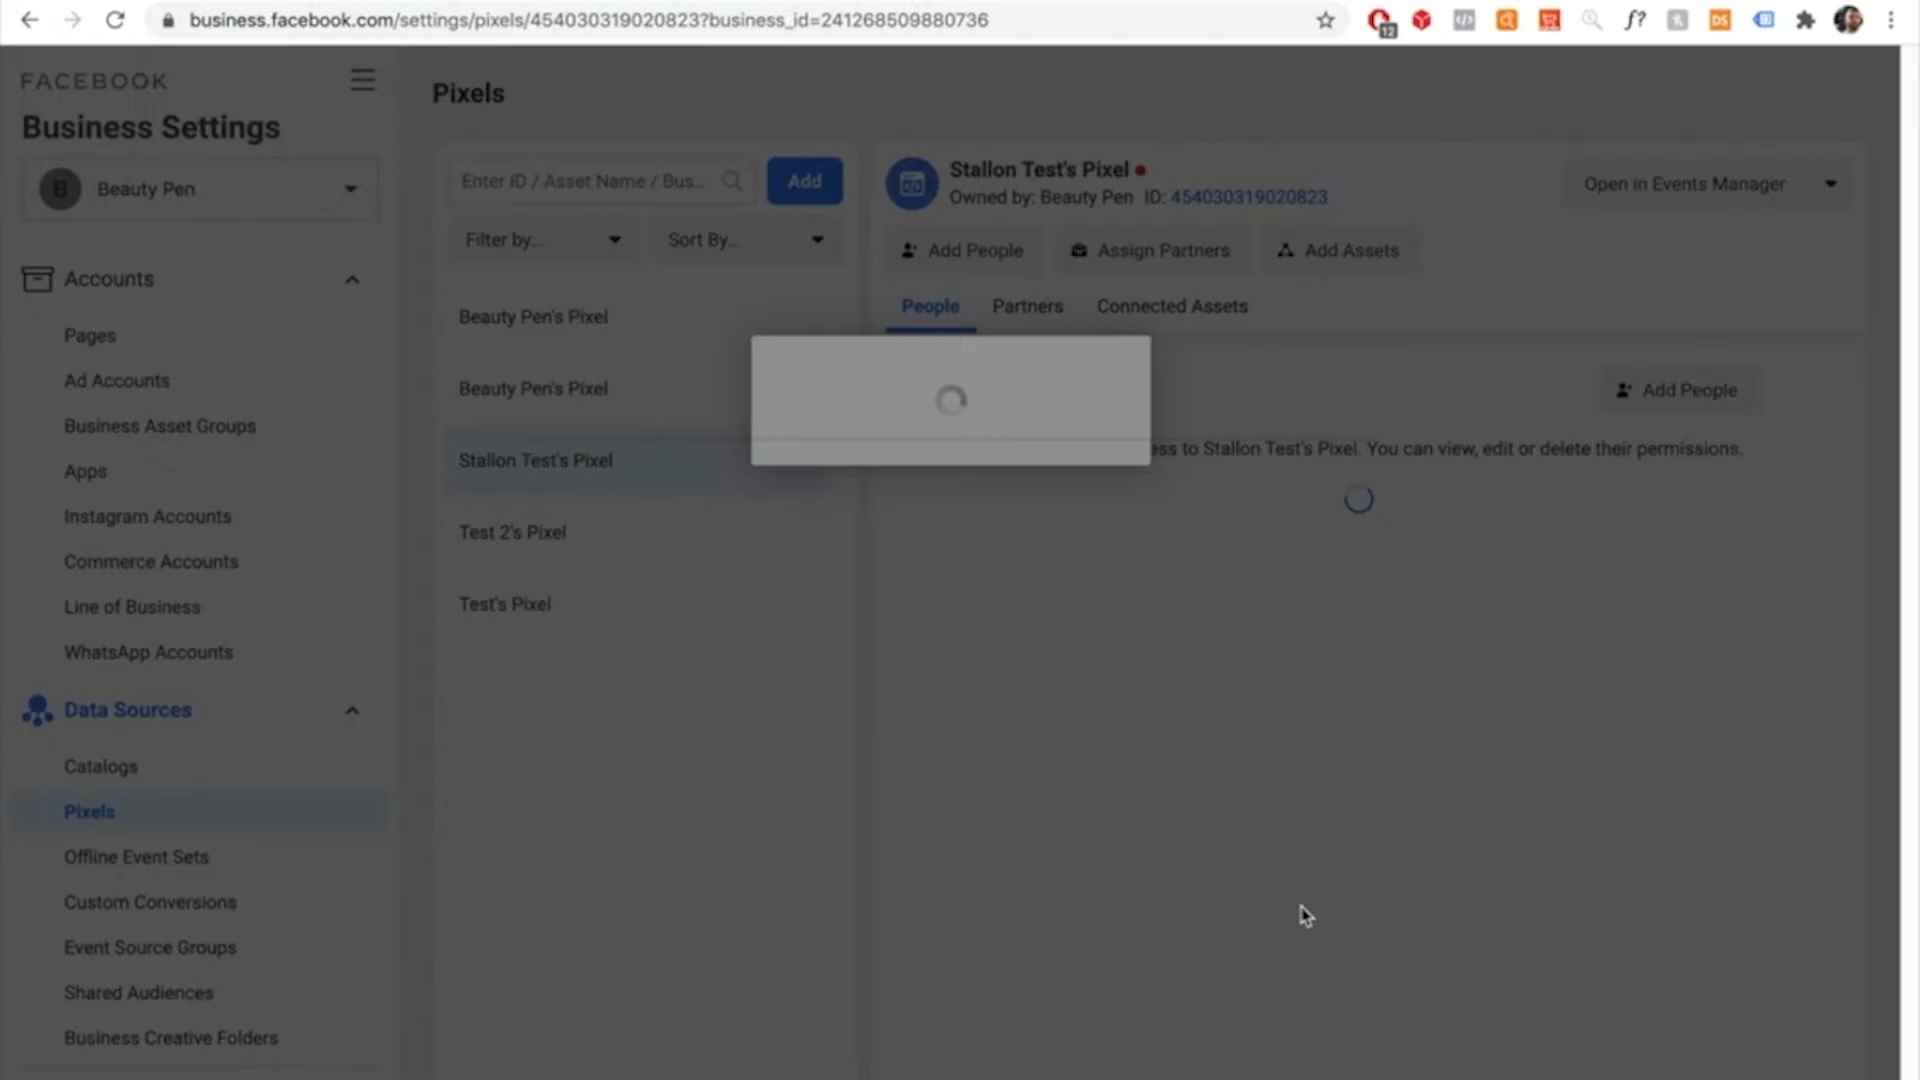 business.facebook.com/settings/pixels/454030319020823?business_id=241268509880736
12
f?
DS
FACEBOOK
Business Settings
B
Beauty Pen
Accounts
Pages
Ad Accounts
Business Asset Groups
Apps
Instagram Accounts
Commerce Accounts
Line of Business
WhatsApp Accounts
Data Sources
Catalogs
Pixels
Offline Event Sets
Custom Conversions
Event Source Groups
Shared Audiences
Business Creative Folders
Pixels
Enter ID / Asset Name / Bus...
Add
Filter by...
Sort By...
Beauty Pen's Pixel
Beauty Pen's Pixel
Stallon Test's Pixel
Test 2's Pixel
Test's Pixel
Stallon Test's Pixel
Owned by: Beauty Pen ID: 454030319020823
Open in Events Manager
Add People
Assign Partners
Add Assets
People
Partners
Connected Assets
Add People
ess to Stallon Test's Pixel. You can view, edit or delete their permissions.